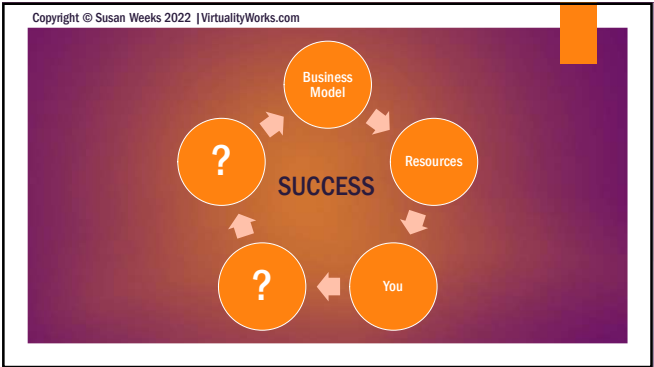 Copyright © Susan Weeks 2022 | VirtualityWorks.com
Business
Model
Resources
You
?
?
SUCCESS